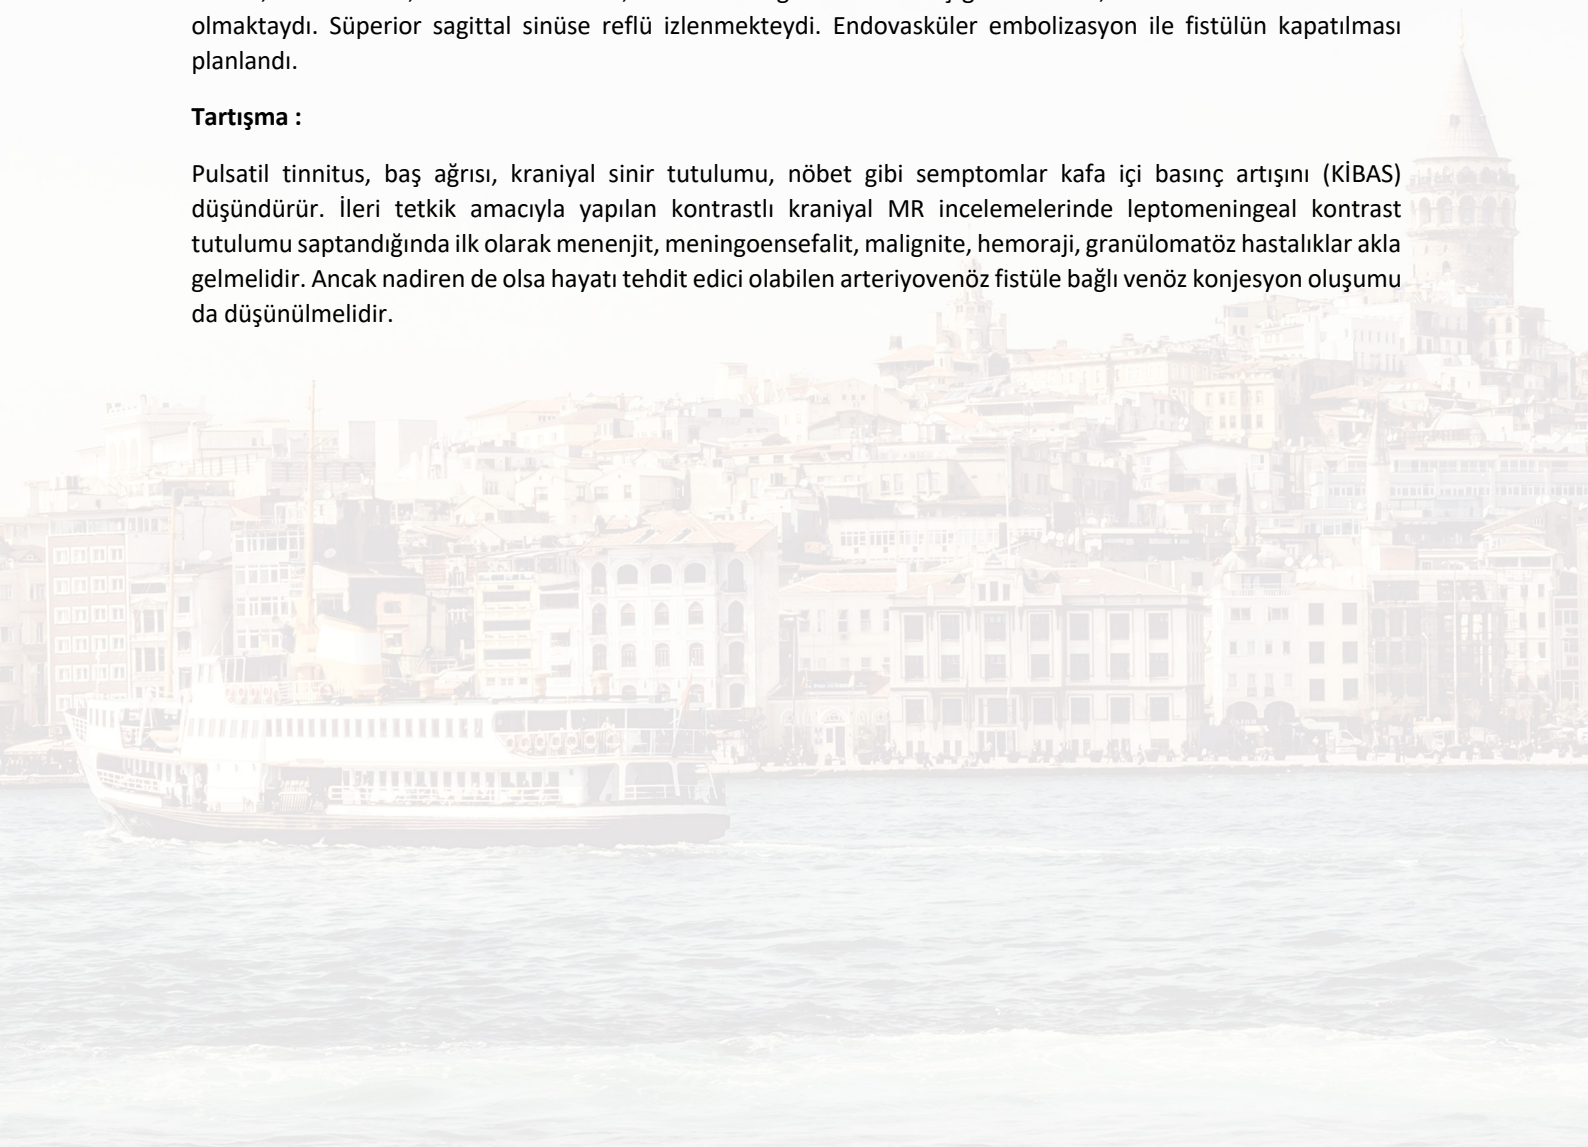 olmaktaydı. Süperior sagittal sinüse reflü izlenmekteydi. Endovasküler embolizasyon ile fistülün kapatılması
planlandı.
Tartışma :
Pulsatil tinnitus, baş ağrısı, kraniyal sinir tutulumu, nöbet gibi semptomlar kafa içi basınç artışını (KİBAS)
düşündürür. İleri tetkik amacıyla yapılan kontrastlı kraniyal MR incelemelerinde leptomeningeal kontrast
tutulumu saptandığında ilk olarak menenjit, meningoensefalit, malignite, hemoraji, granülomatöz hastalıklar akla
gelmelidir. Ancak nadiren de olsa hayatı tehdit edici olabilen arteriyovenöz fistüle bağlı venöz konjesyon oluşumu
da düşünülmelidir.